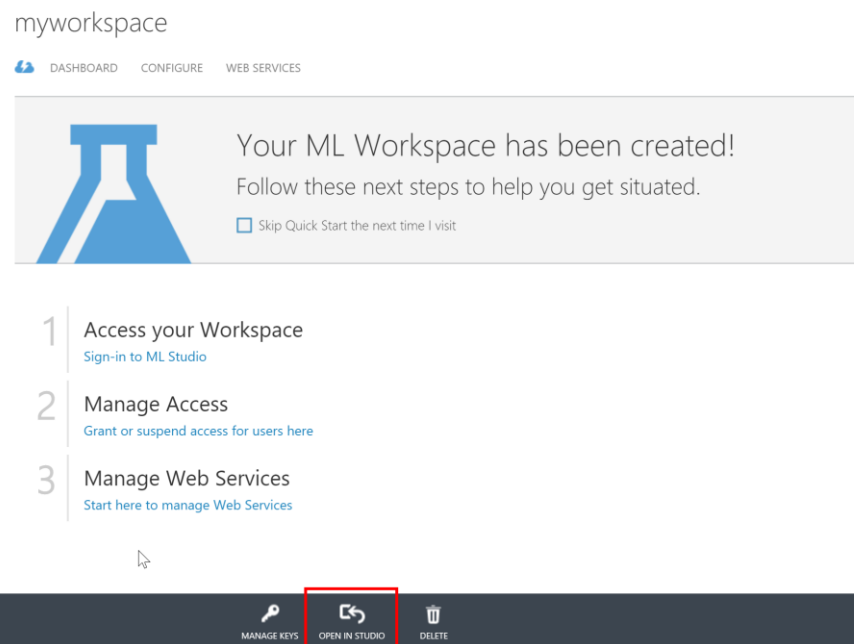 myworkspace
DASHBOARD CONFIGURE WEB SERVICES
Your ML Workspace has been created!
Follow these next steps to help you get situated.
Skip Quick Start the next time I visit
1 Access your Workspace
Sign-in to ML Studio
2 Manage Access
Grant or suspend access for users here
3 Manage Web Services
Start here to manage Web Services
MANAGE KEYS OPEN IN STUDIO DELETE